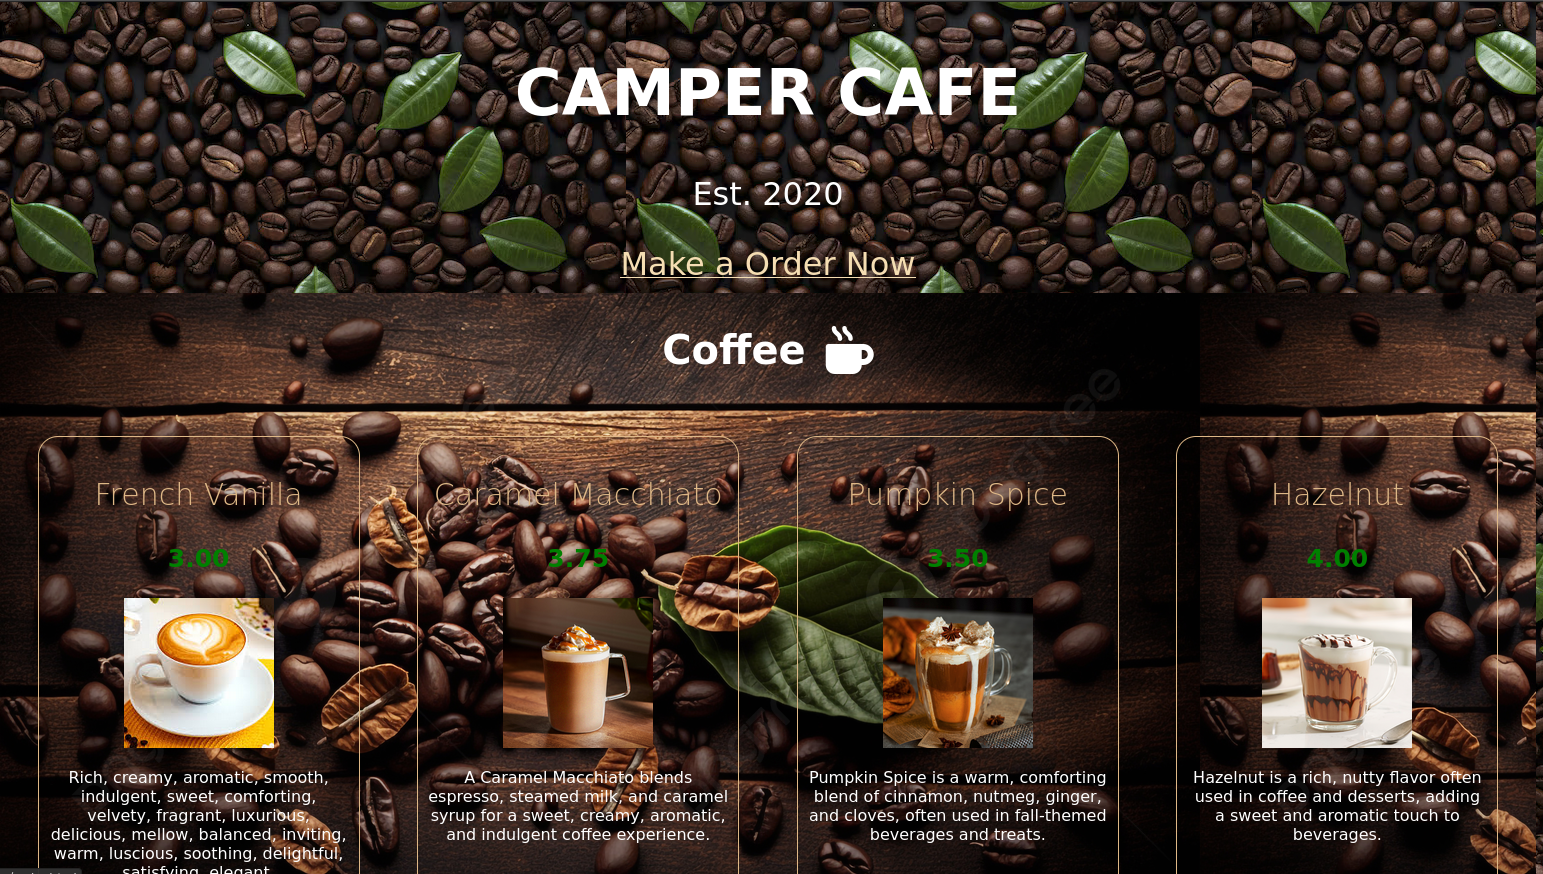 CAMPER CAFE
Est. 2020
Make a Order Now
Coffee
French Vanilla
3.00
Rich, creamy, aromatic, smooth,
indulgent, sweet, comforting,
velvety, fragrant, luxurious,
delicious, mellow, balanced, inviting,
warm, luscious, soothing, delightful,
satisfying, elegant
Caramel Macchiato
3.75
A Caramel Macchiato blends
espresso, steamed milk, and caramel
syrup for a sweet, creamy, aromatic,
and indulgent coffee experience.
Pumpkin Spice
3.50
Pumpkin Spice is a warm, comforting
blend of cinnamon, nutmeg, ginger,
and cloves, often used in fall-themed
beverages and treats.
Hazelnut
4.00
Hazelnut is a rich, nutty flavor often
used in coffee and desserts, adding
a sweet and aromatic touch to
beverages.